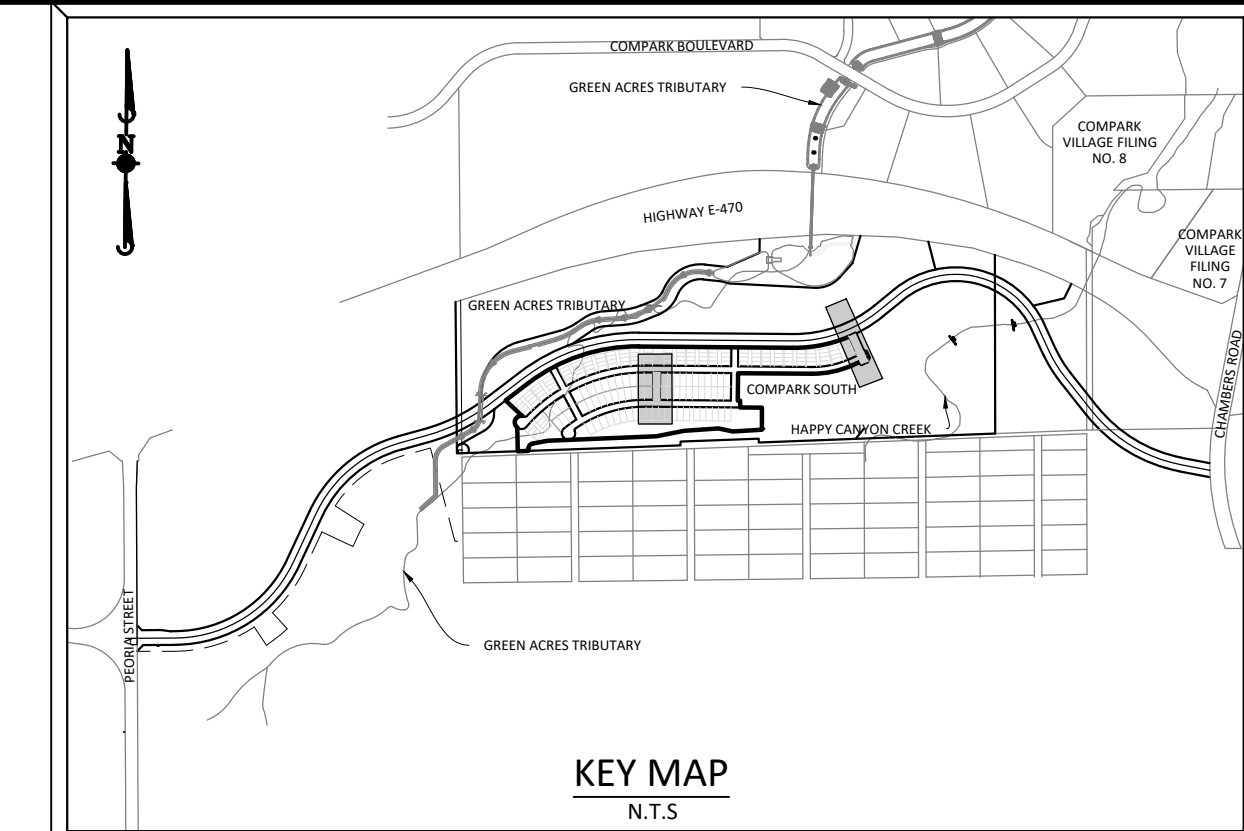 COMPARK BOULEVARD
GREEN ACRES TRIBUTARY
N
COMPARK
VILLAGE FILING
NO. 8
HIGHWAY E-470
COMPARK
VILLAGE
FILING
NO. 7
GREEN ACRES TRIBUTARY
COMPARK SOUTH
HAPPY CANYON CREEK
CHAMBERS ROAD
PEORIA STREET
GREEN ACRES TRIBUTARY
KEY MAP
N.T.S